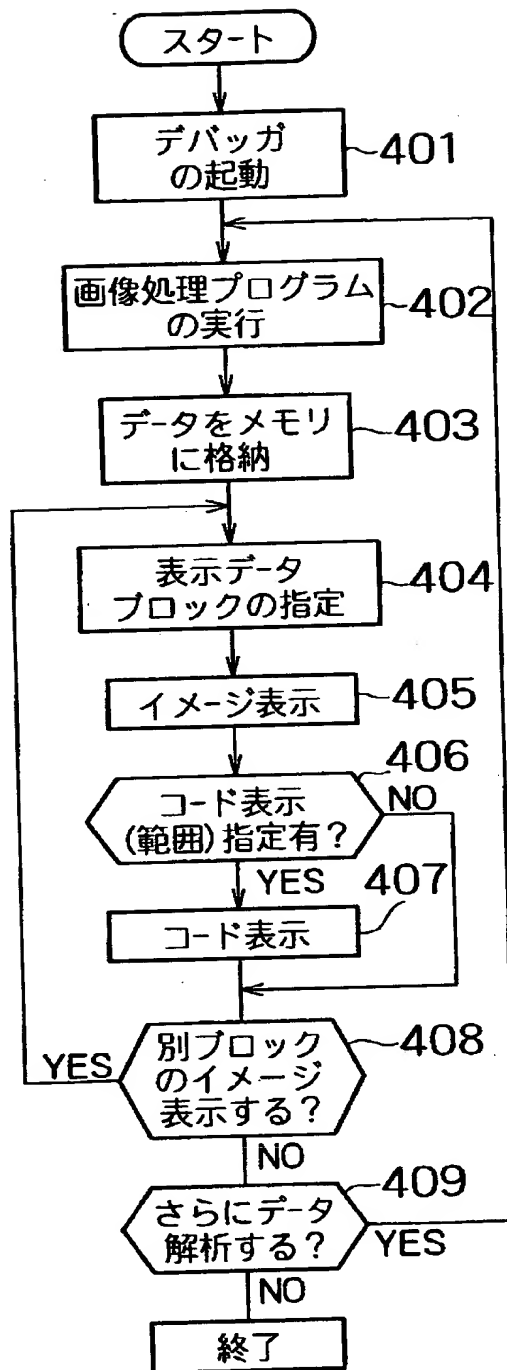 スタート
デバッガ
の起動
401
画像処理プログラム
の実行
402
データをメモリ
に格納
403
表示データ
ブロックの指定
404
イメージ表示
405
406
コード表示
(範囲)指定有?
NO
YES
407
コード表示
別ブロック
のイメージ
表示する?
408
YES
NO
409
さらにデータ
解析する?
YES
NO
終了